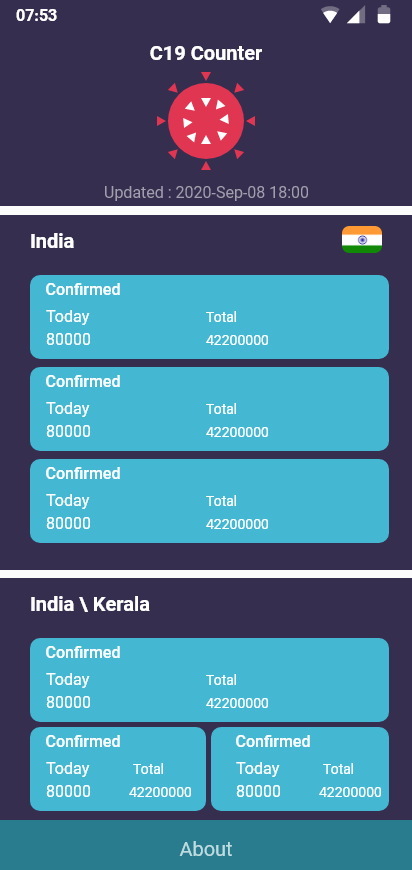 07:53
C19 Counter
Updated : 2020-Sep-08 18:00
India
Confirmed
Today Total
80000 42200000
Confirmed
Today Total
80000 42200000
Confirmed
Today Total
80000 42200000
India \ Kerala
Confirmed
Today Total
80000 42200000
Confirmed
Today Total
80000 42200000
Confirmed
Today Total
80000 42200000
About